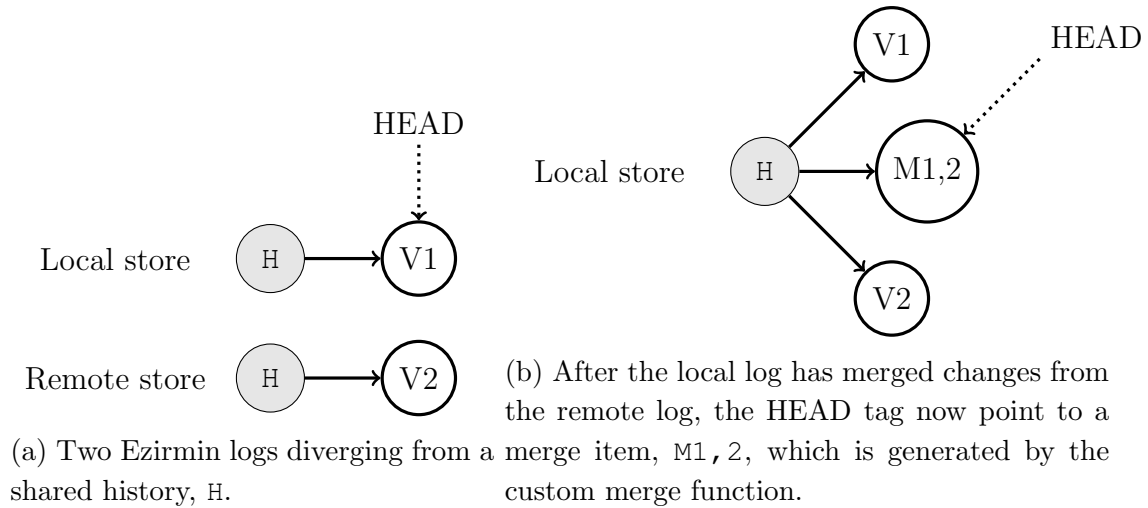 HEAD
Local store
H
V1
Remote store
H
V2
(a) Two Ezirmin logs diverging from a
shared history, H.
V1
HEAD
Local store
H
M1,2
V2
(b) After the local log has merged changes from
the remote log, the HEAD tag now point to a
merge item, M1,2, which is generated by the
custom merge function.